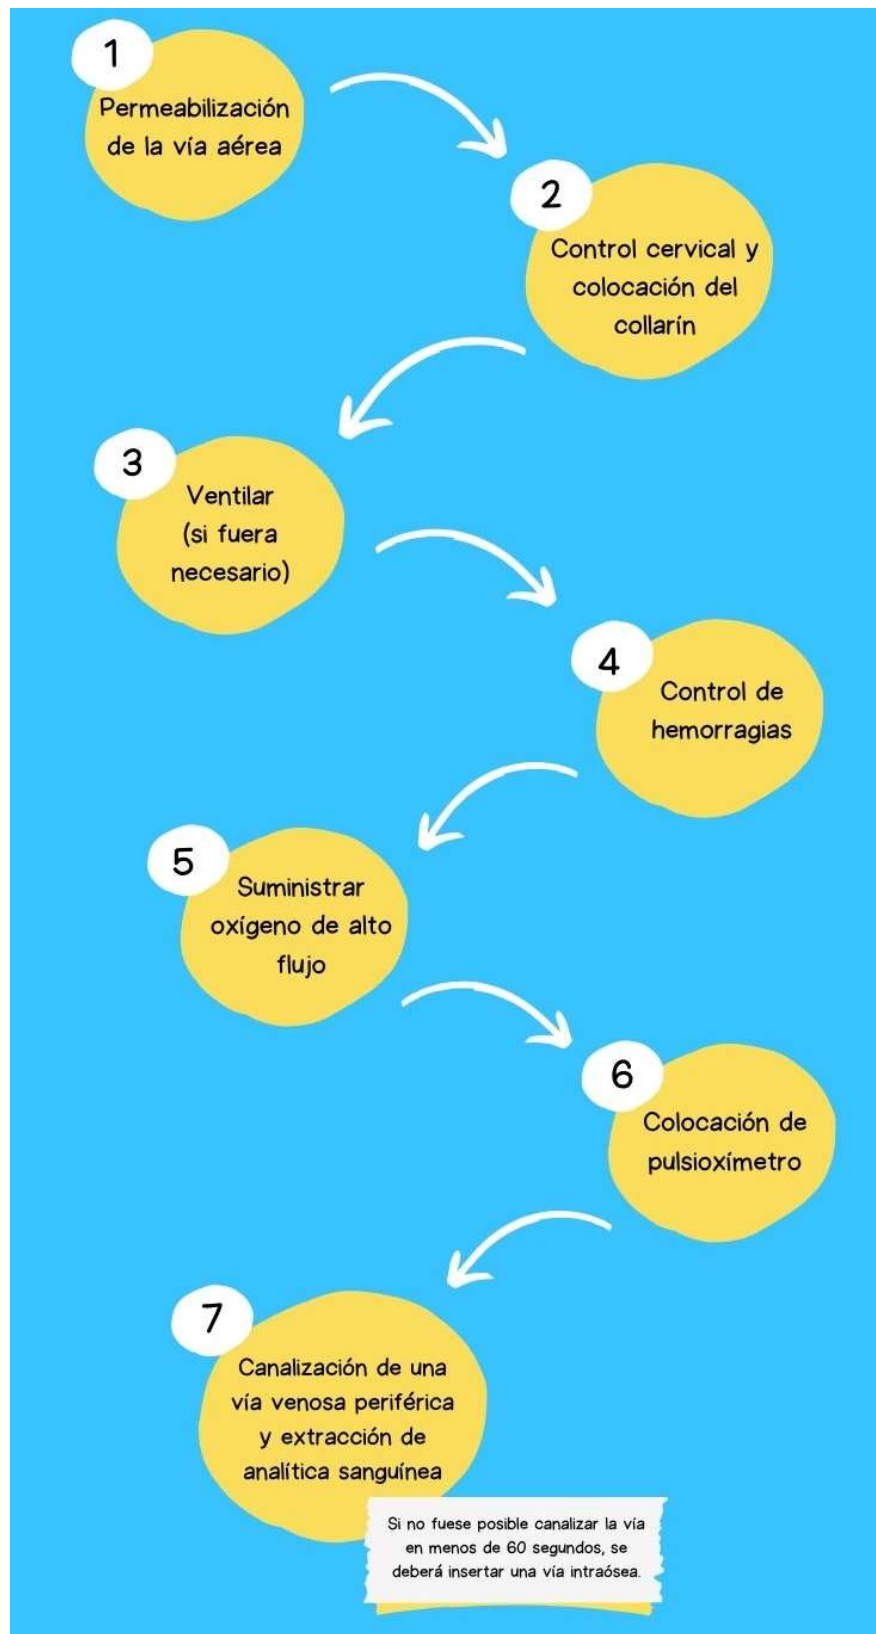 1
Permeabilización
de la vía aérea
2
Control cervical y
colocación del
collarín
3
Ventilar
(si fuera
necesario)
4
Control de
hemorragias
5
Suministrar
oxígeno de alto
flujo
6
Colocación de
pulsioxímetro
7
Canalización de una
vía venosa periférica
y extracción de
analítica sanguínea
Si no fuese posible canalizar la vía
en menos de 60 segundos, se
deberá insertar una vía intraósea.